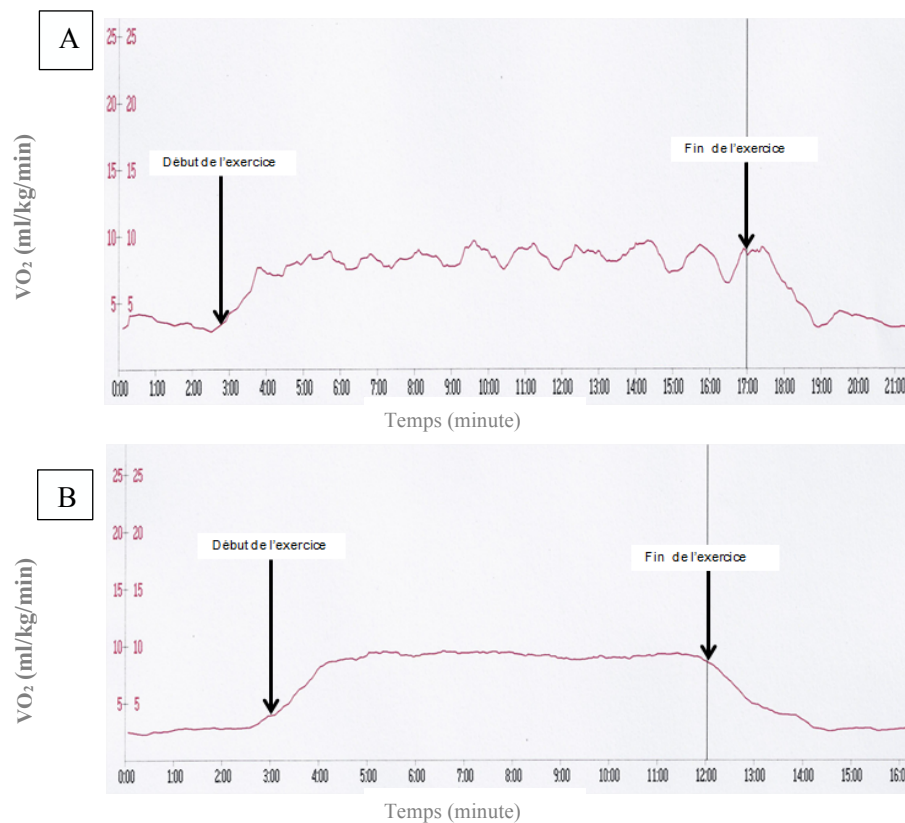 A
25 25
20 20
15 15
10 10
5 5
VO₂ (ml/kg/min)
Début de l'exercice
Fin de l'exercice
0:00 1:00 2:00 3:00 4:00 5:00 6:00 7:00 8:00 9:00 10:00 11:00 12:00 13:00 14:00 15:00 16:00 17:00 18:00 19:00 20:00 21:00
Temps (minute)
B
25 25
20 20
15 15
10 10
5 5
VO₂ (ml/kg/min)
Début de l'exercice
Fin de l'exercice
0:00 1:00 2:00 3:00 4:00 5:00 6:00 7:00 8:00 9:00 10:00 11:00 12:00 13:00 14:00 15:00
Temps (minute)